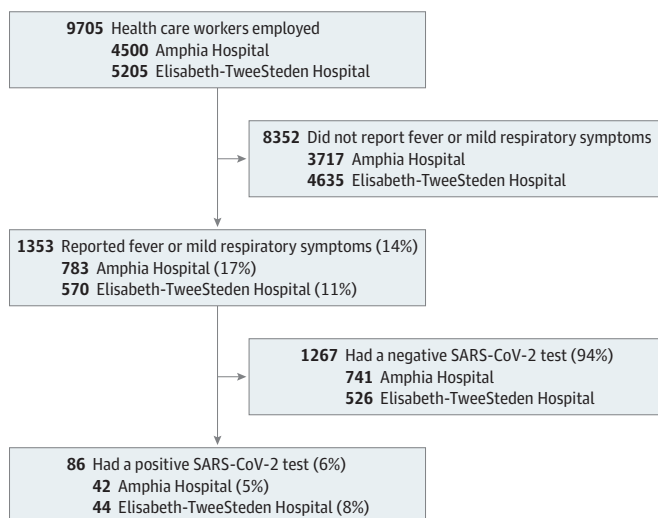 9705 Health care workers employed
4500 Amphia Hospital
5205 Elisabeth-TweeSteden Hospital
8352 Did not report fever or mild respiratory symptoms
3717 Amphia Hospital
4635 Elisabeth-TweeSteden Hospital
1353 Reported fever or mild respiratory symptoms (14%)
783 Amphia Hospital (17%)
570 Elisabeth-TweeSteden Hospital (11%)
1267 Had a negative SARS-CoV-2 test (94%)
741 Amphia Hospital
526 Elisabeth-TweeSteden Hospital
86 Had a positive SARS-CoV-2 test (6%)
42 Amphia Hospital (5%)
44 Elisabeth-TweeSteden Hospital (8%)